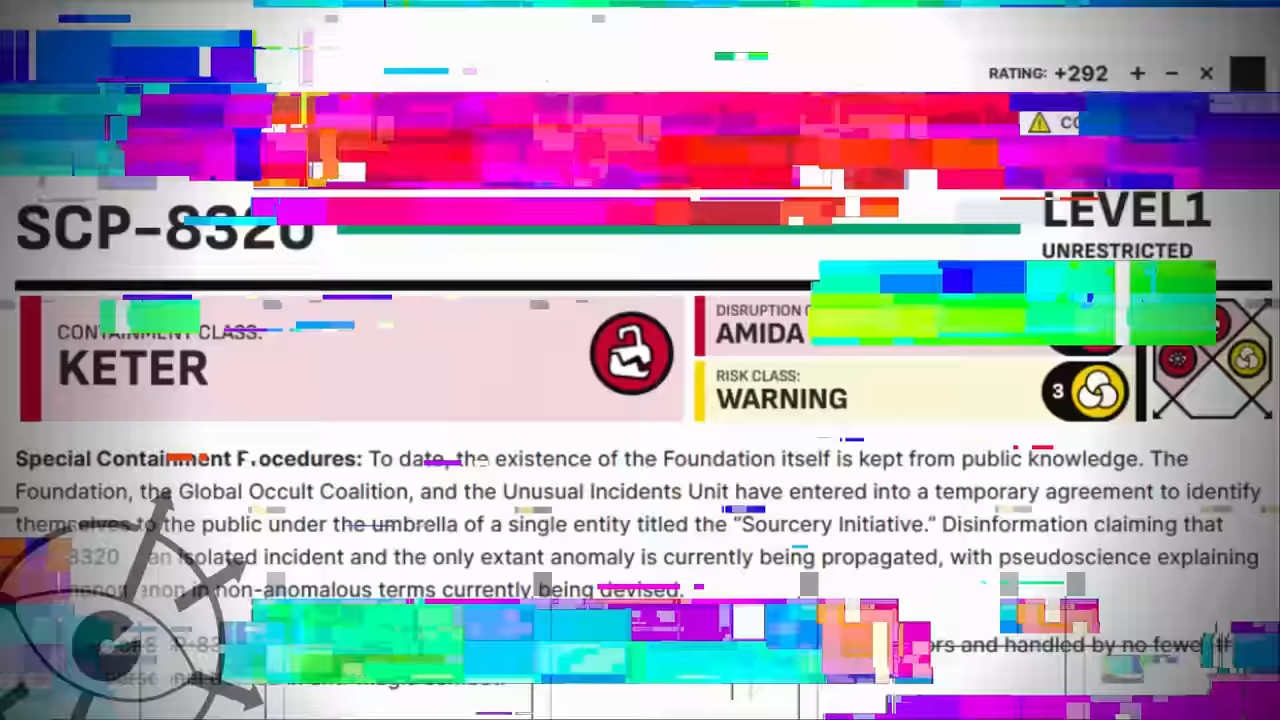 RATING: +292 + − ×
SCP-8320
LEVEL1
UNRESTRICTED
CONTAINMENT CLASS:
KETER
DISRUPTION
AMIDA
RISK CLASS:
WARNING
3
Special Containment Procedures: To date, the existence of the Foundation itself is kept from public knowledge. The
Foundation, the Global Occult Coalition, and the Unusual Incidents Unit have entered into a temporary agreement to identify
themselves to the public under the umbrella of a single entity titled the “Sourcery Initiative.” Disinformation claiming that
8320 an isolated incident and the only extant anomaly is currently being propagated, with pseudoscience explaining
in non-anomalous terms currently being devised.
and handled by no fewer